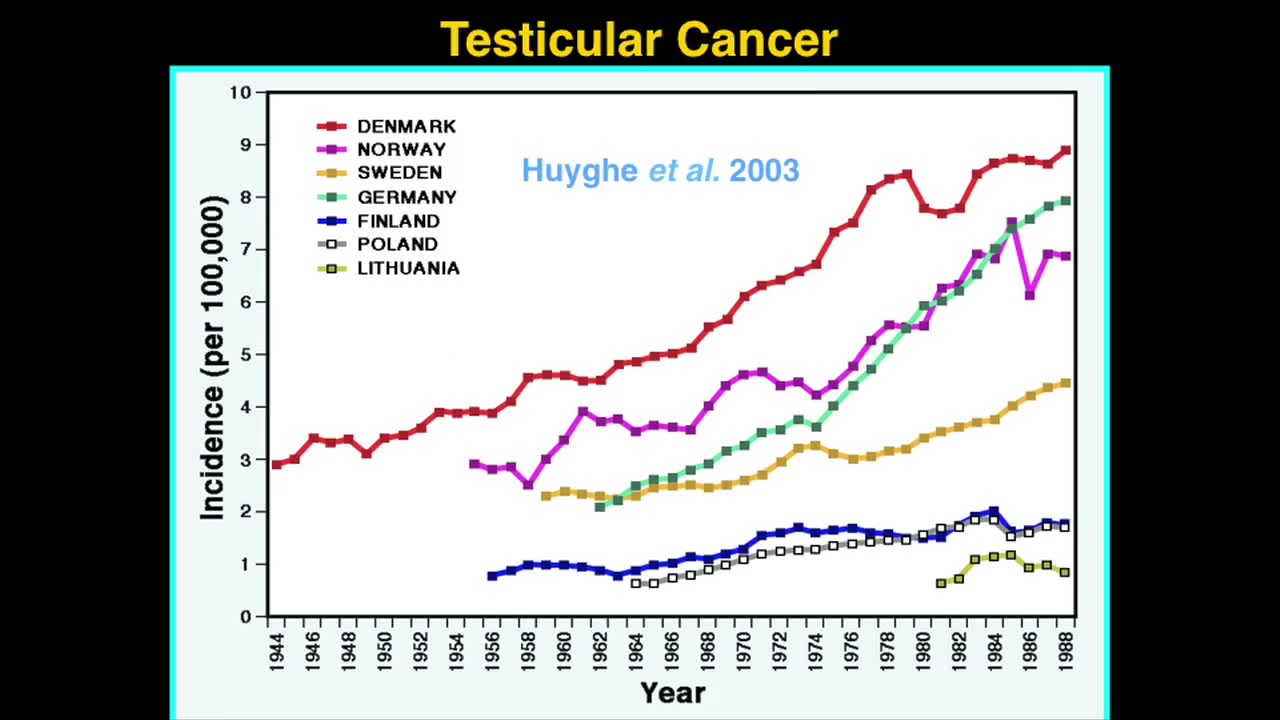 Testicular Cancer
10
9
8
7
6
5
4
3
2
1
0
DENMARK
NORWAY
SWEDEN
GERMANY
FINLAND
POLAND
LITHUANIA
Huyghe et al. 2003
Incidence (per 100,000)
1944 1946 1948 1950 1952 1954 1956 1958 1960 1962 1964 1966 1968 1970 1972 1974 1976 1978 1980 1982 1984 1986 1988
Year